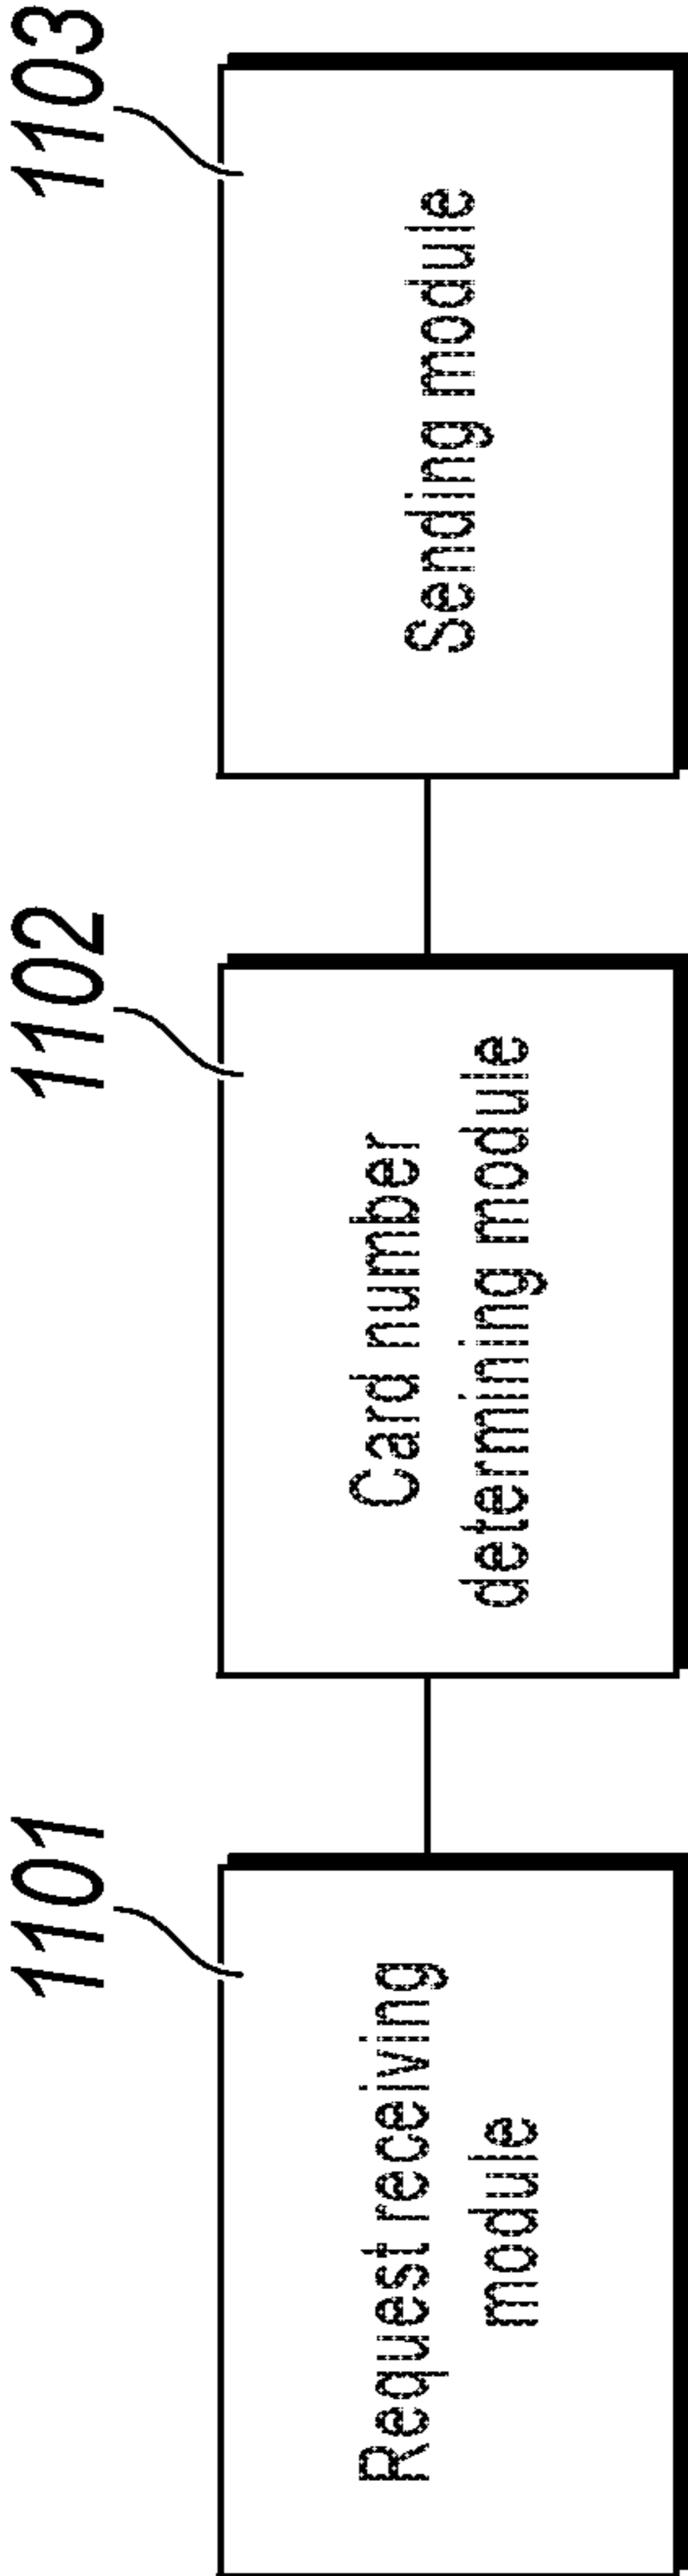 1101
Request receiving
module
1102
Card number
determining module
1103
Sending module